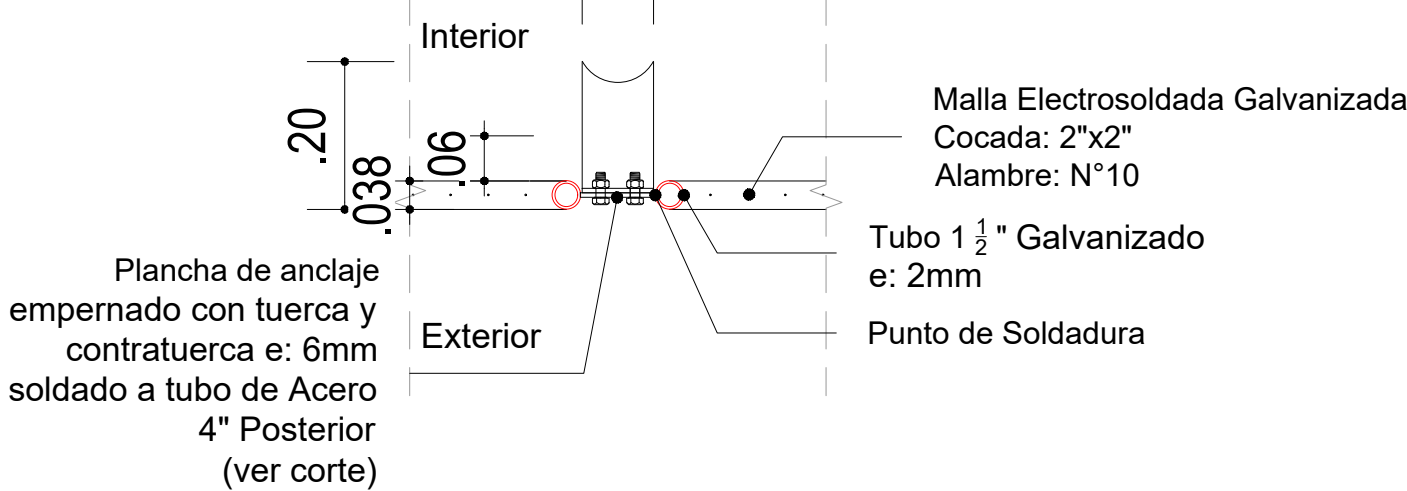 Interior
.20
.038
.06
Malla Electrosoldada Galvanizada
Cocada: 2"x2"
Alambre: N°10
Tubo 1 1/2 " Galvanizado
e: 2mm
Plancha de anclaje
empernado con tuerca y
contratuerca e: 6mm
soldado a tubo de Acero
4" Posterior
(ver corte)
Exterior
Punto de Soldadura